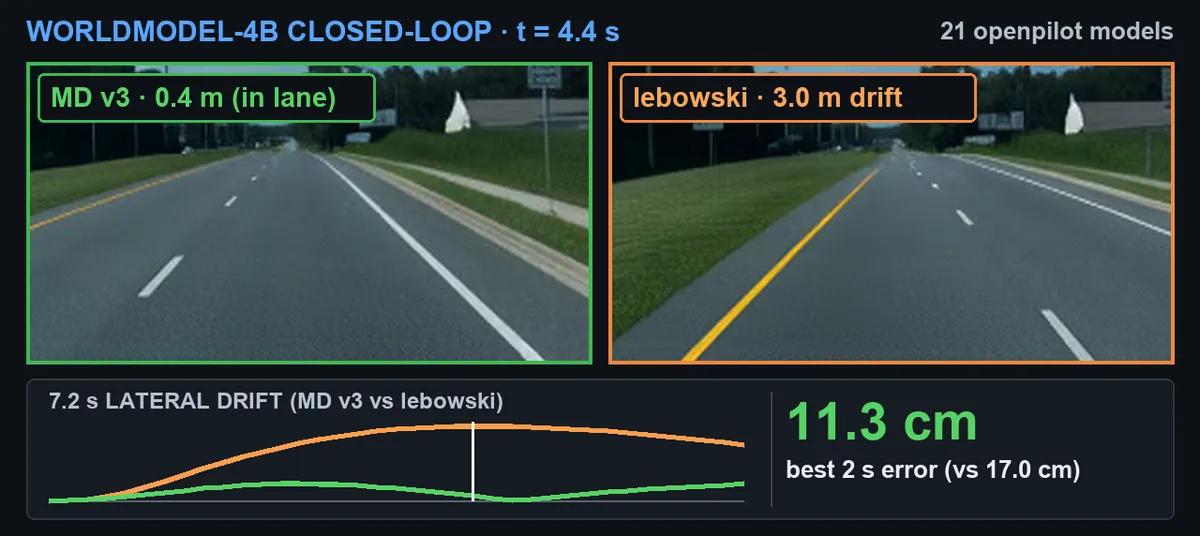 WORLDMODEL-4B CLOSED-LOOP · t = 4.4 s
21 openpilot models
MD v3 · 0.4 m (in lane)
lebowski · 3.0 m drift
7.2 s LATERAL DRIFT (MD v3 vs lebowski)
11.3 cm
best 2 s error (vs 17.0 cm)